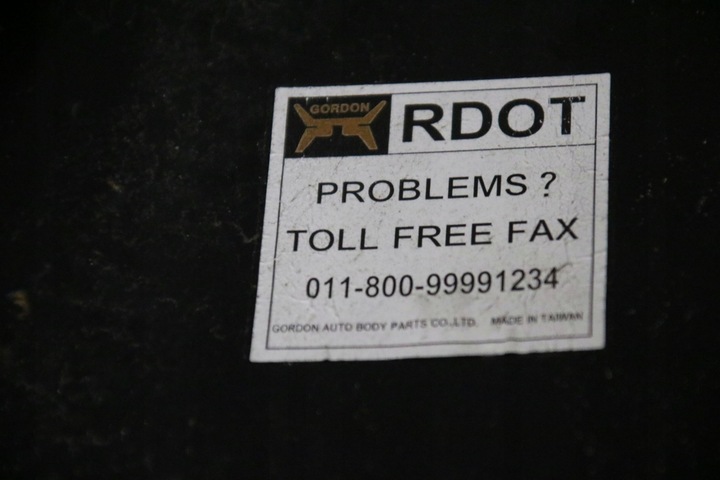 GORDON RDOT
PROBLEMS ?
TOLL FREE FAX
011-800-99991234
GORDON AUTO BODY PARTS CO.,LTD. MADE IN TAIWAN